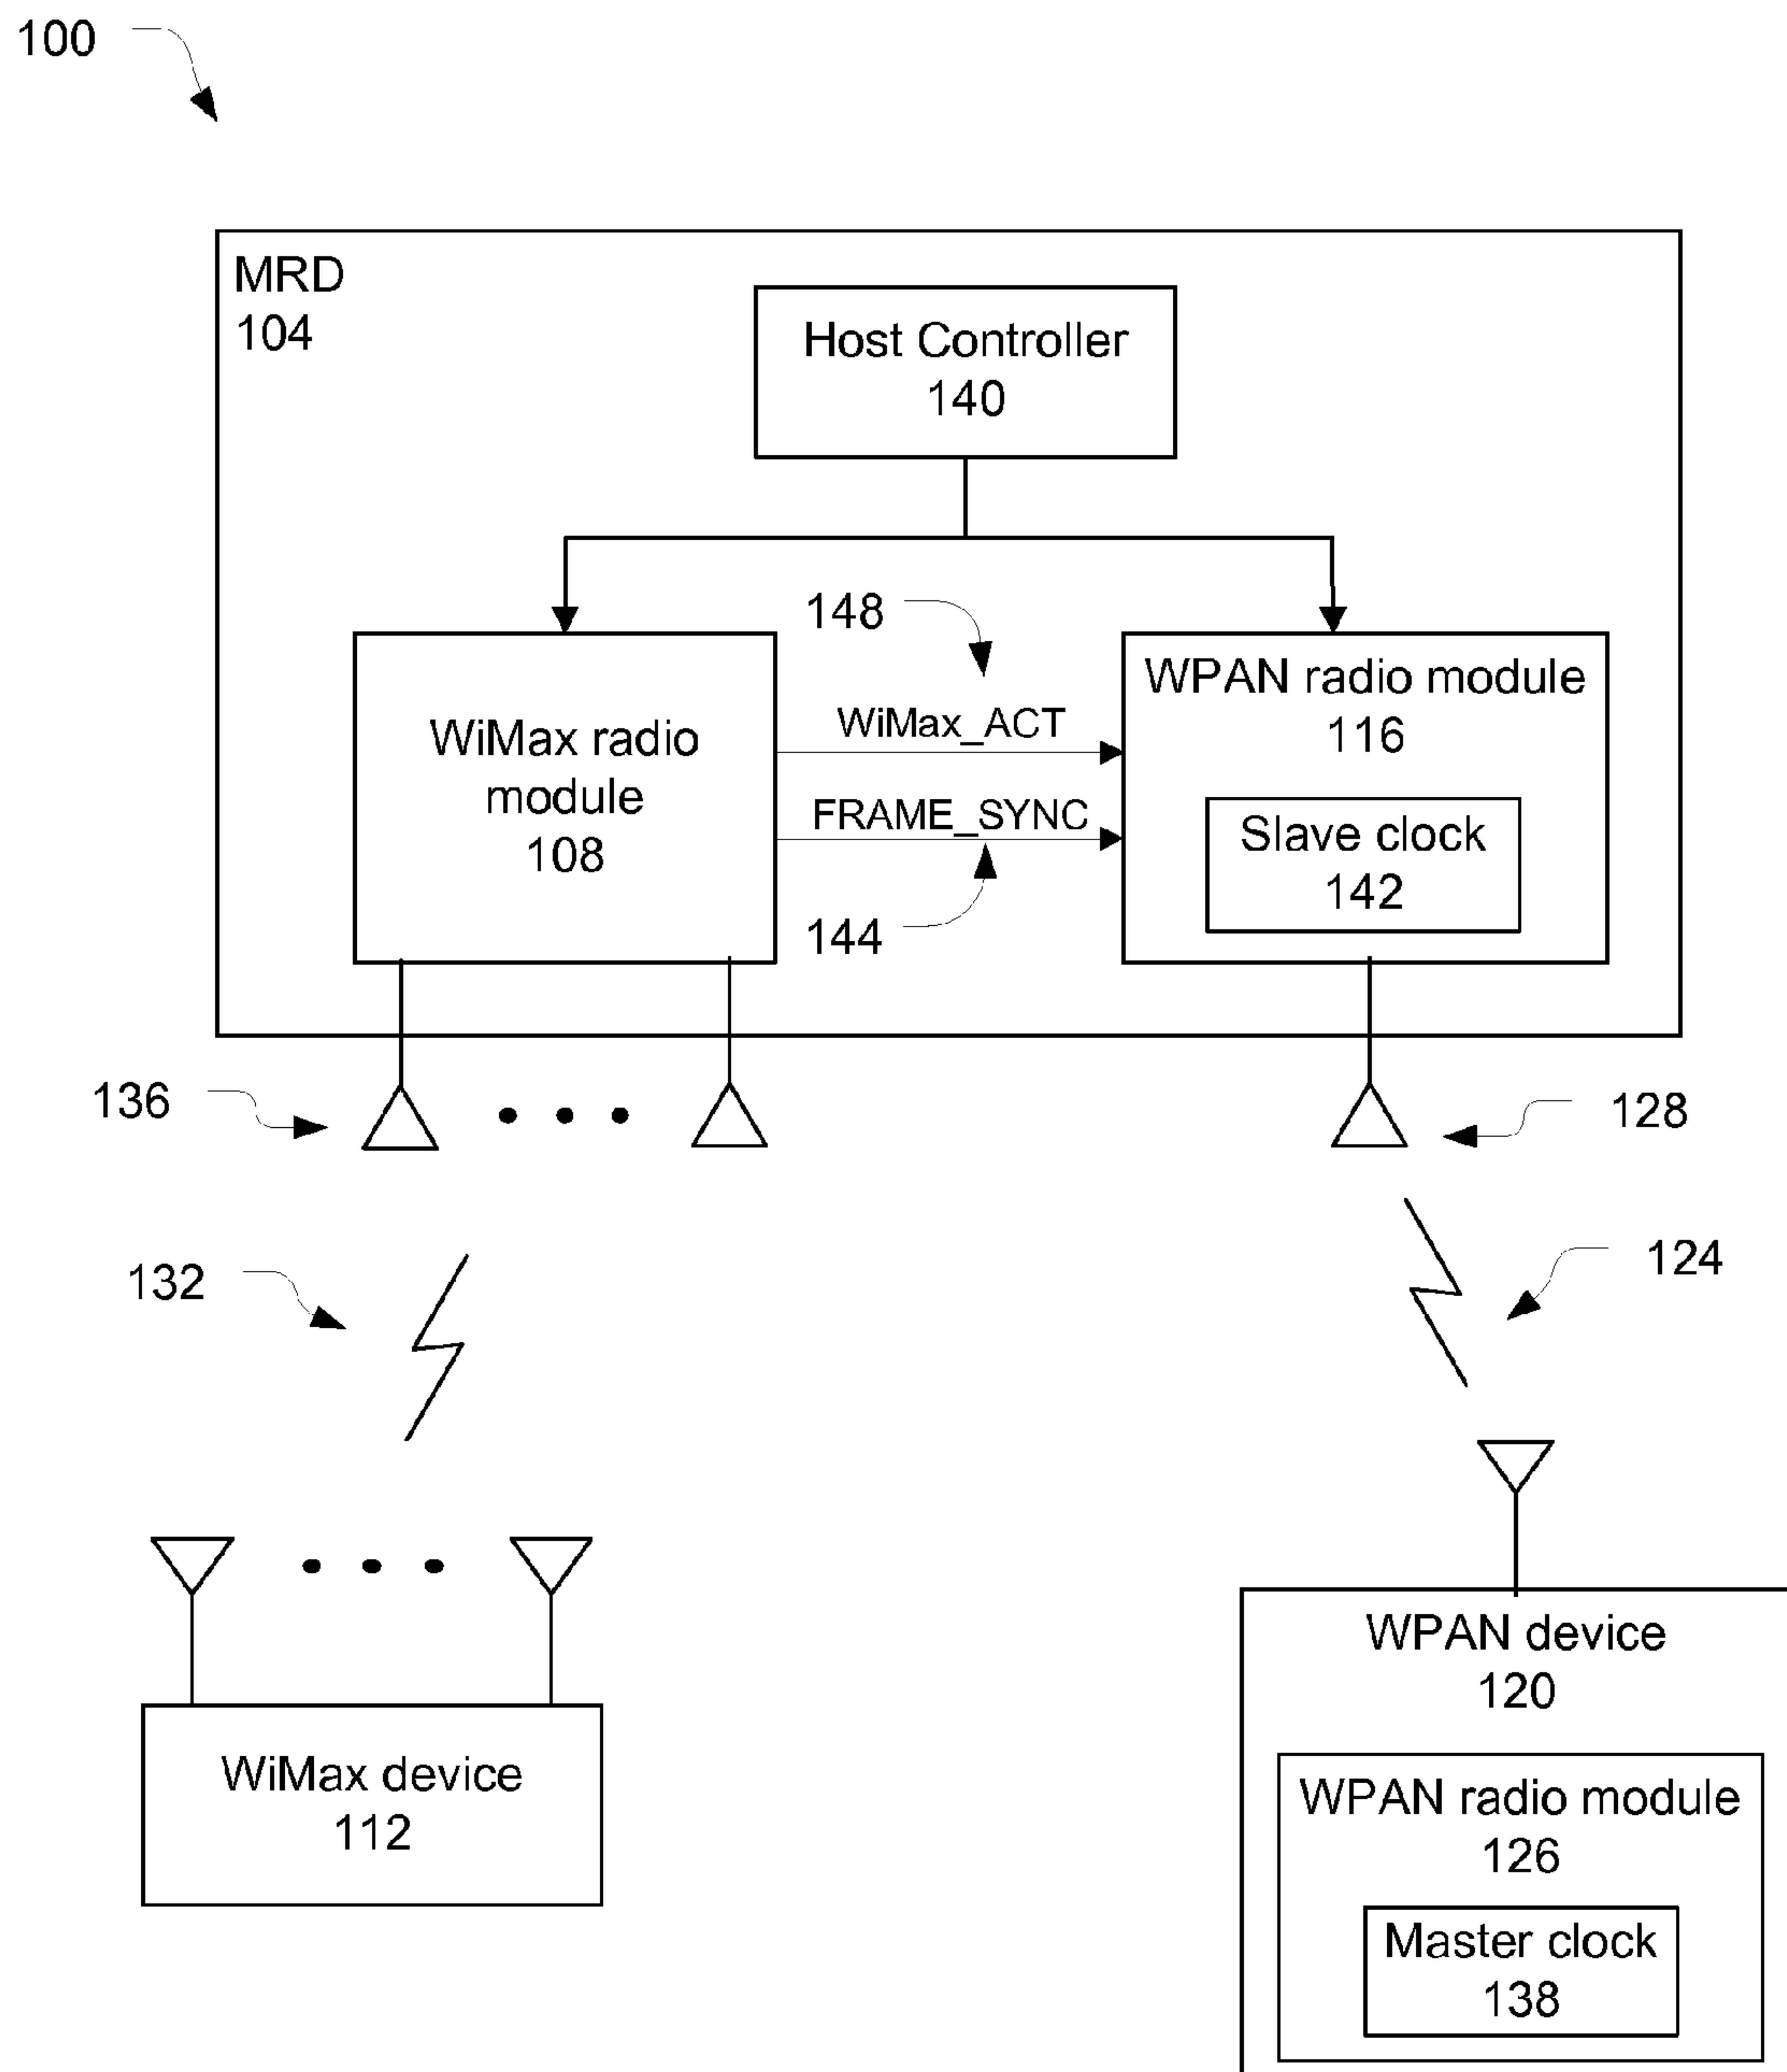 100
MRD
104
Host Controller
140
148
WiMax radio
module
108
WiMax_ACT
FRAME_SYNC
144
WPAN radio module
116
Slave clock
142
136
128
132
124
WiMax device
112
WPAN device
120
WPAN radio module
126
Master clock
138